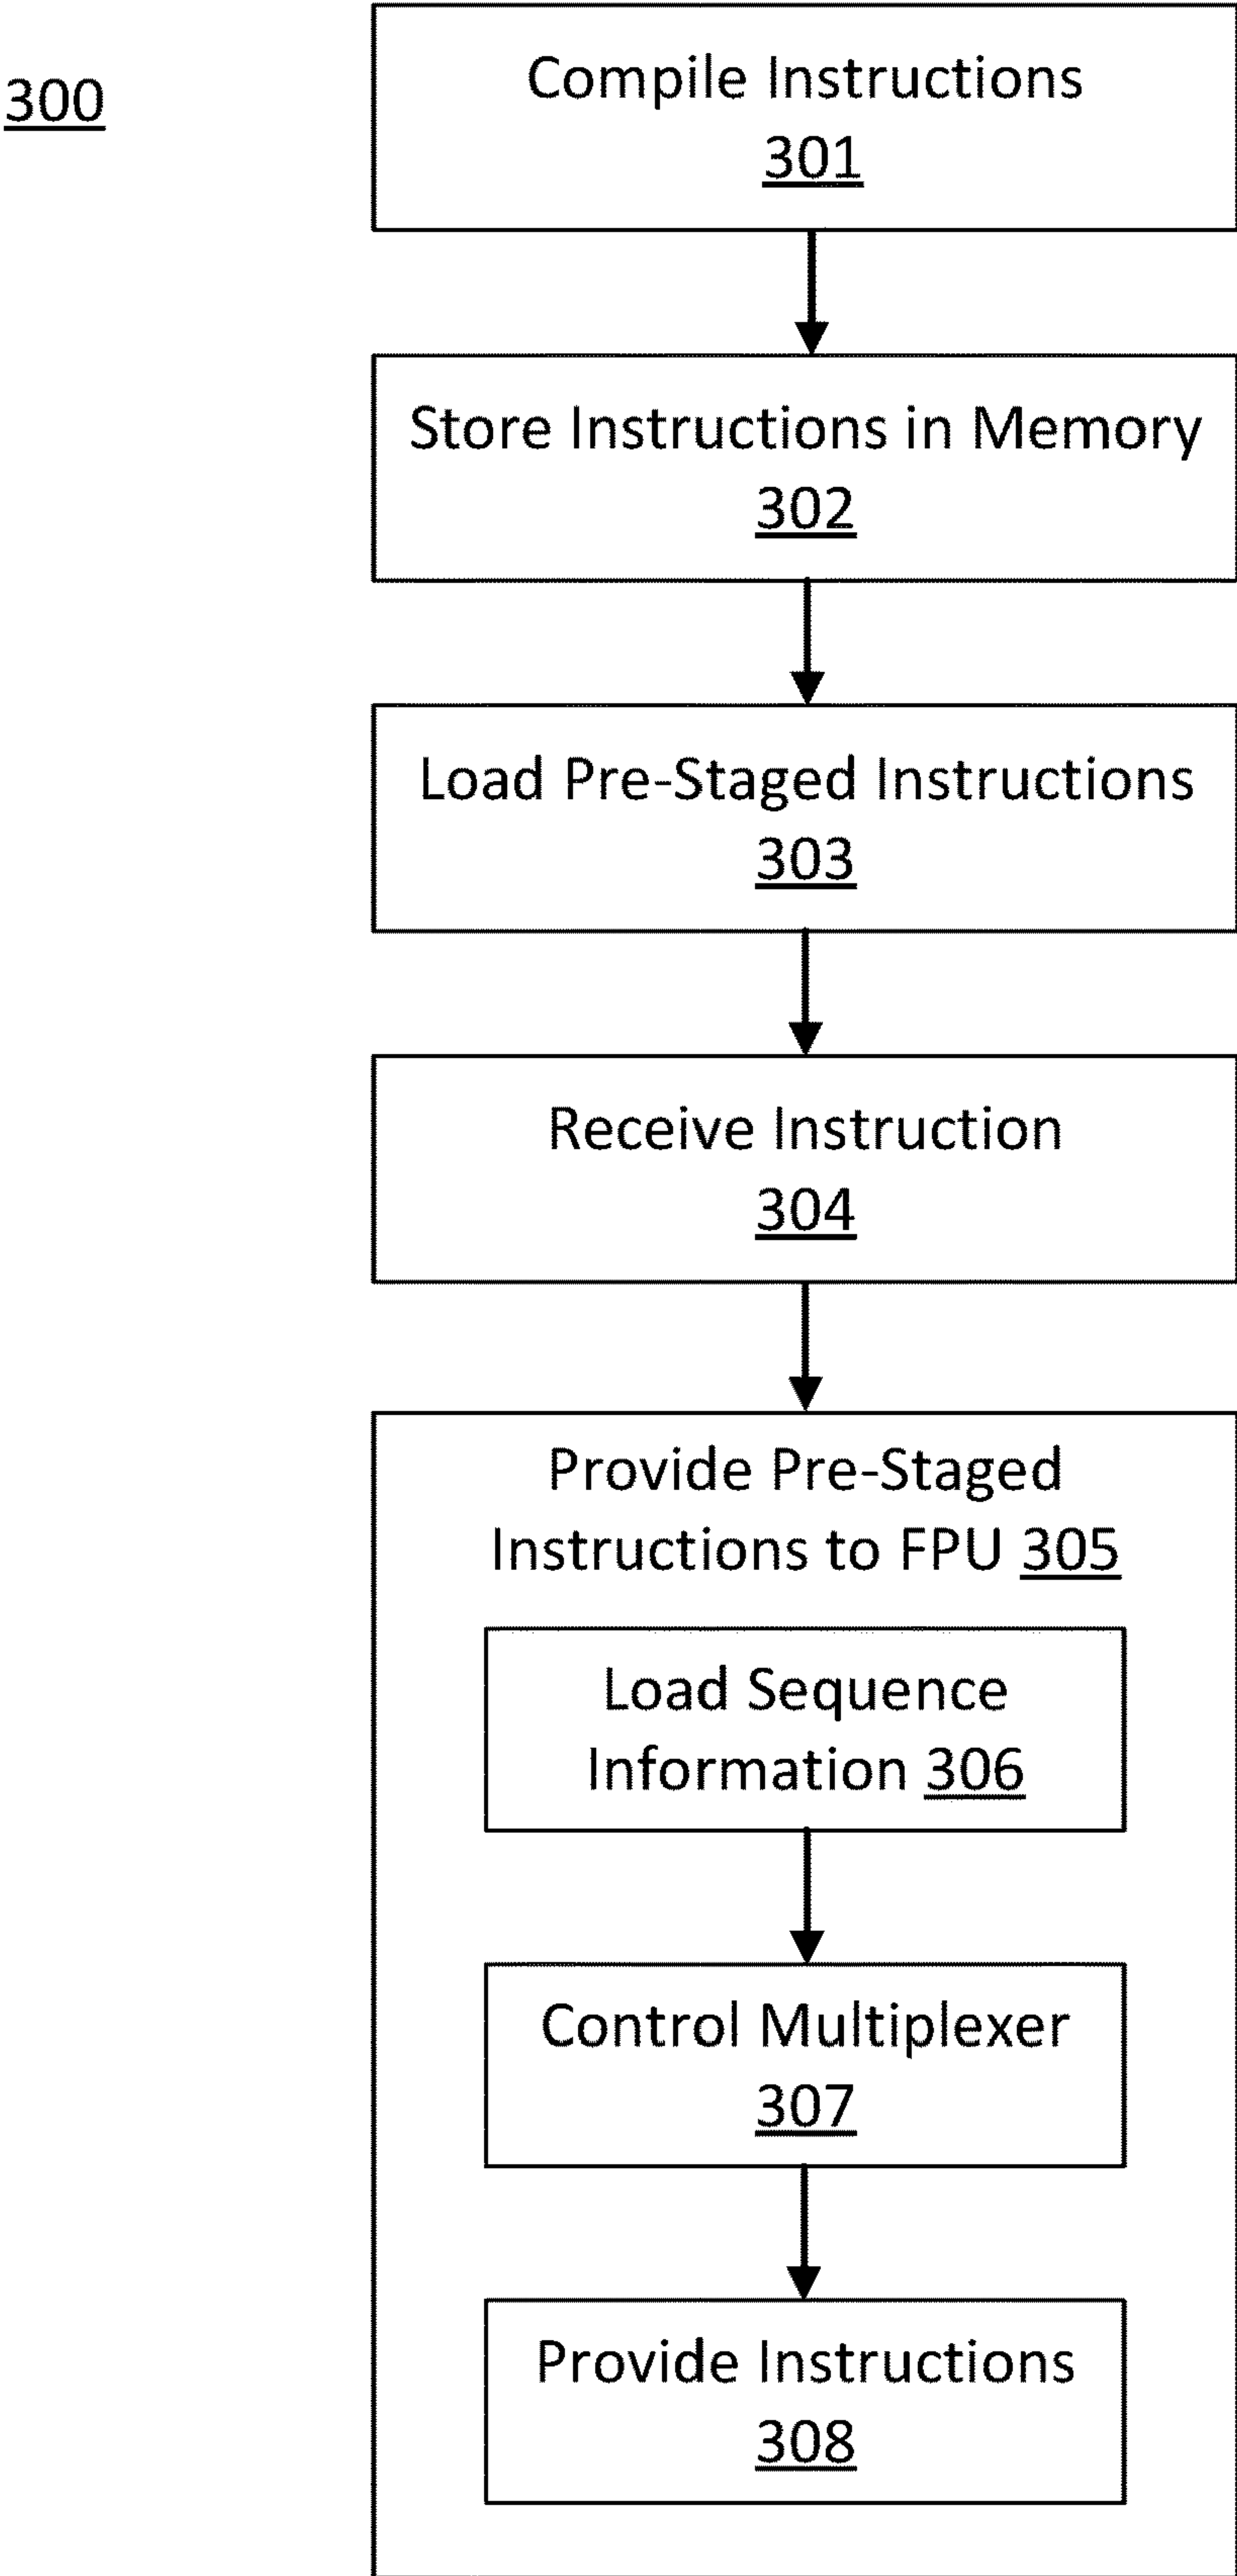 300
Compile Instructions
301
Store Instructions in Memory
302
Load Pre-Staged Instructions
303
Receive Instruction
304
Provide Pre-Staged
Instructions to FPU 305
Load Sequence
Information 306
Control Multiplexer
307
Provide Instructions
308